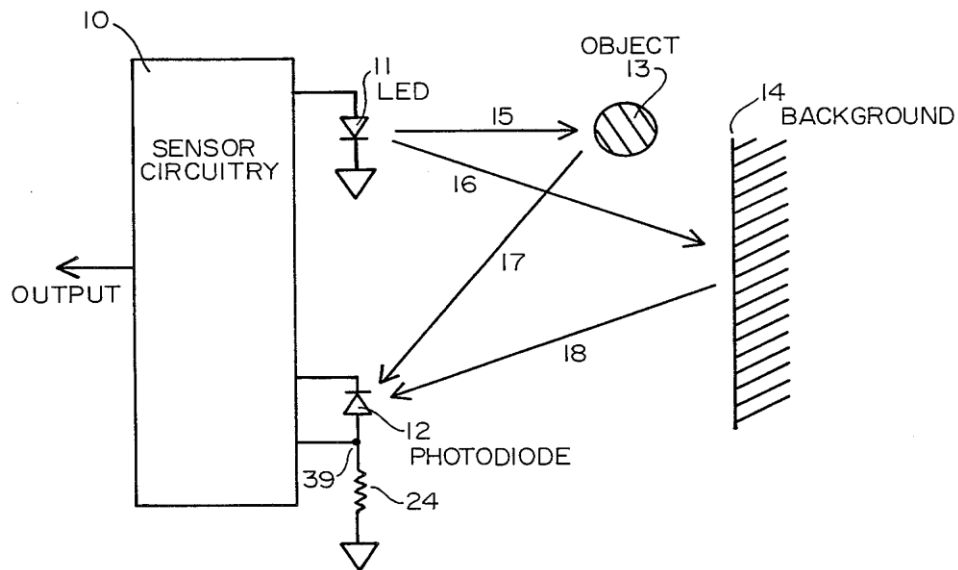 10
11
LED
OBJECT
13
14
BACKGROUND
15
SENSOR
CIRCUITRY
16
17
OUTPUT
18
12
PHOTODIODE
39
24